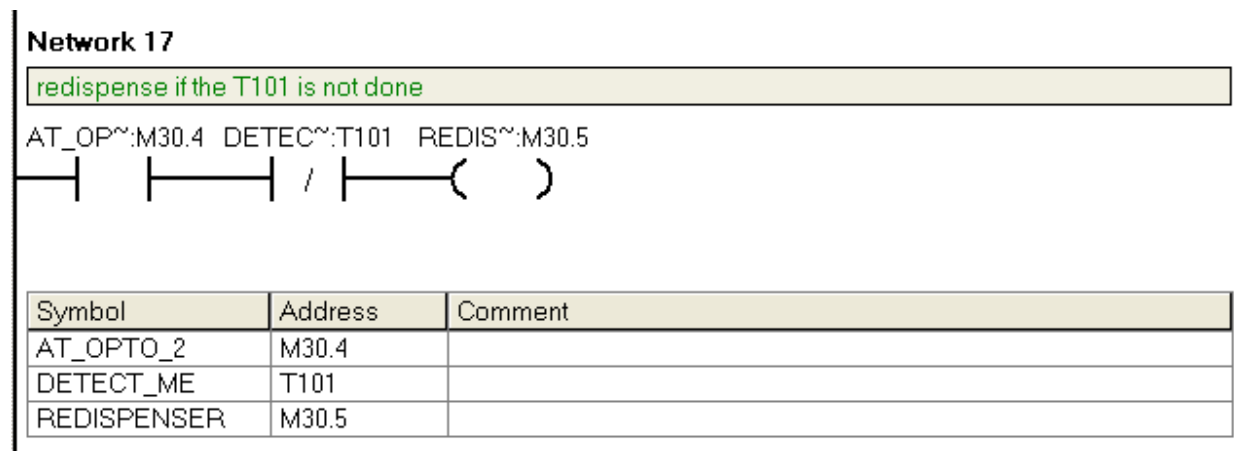 Network 17
redispense if the T101 is not done
AT_OP~:M30.4 DETEC~:T101 REDIS~:M30.5
/
Symbol Address Comment
AT_OPTO_2 M30.4
DETECT_ME T101
REDISPENSER M30.5